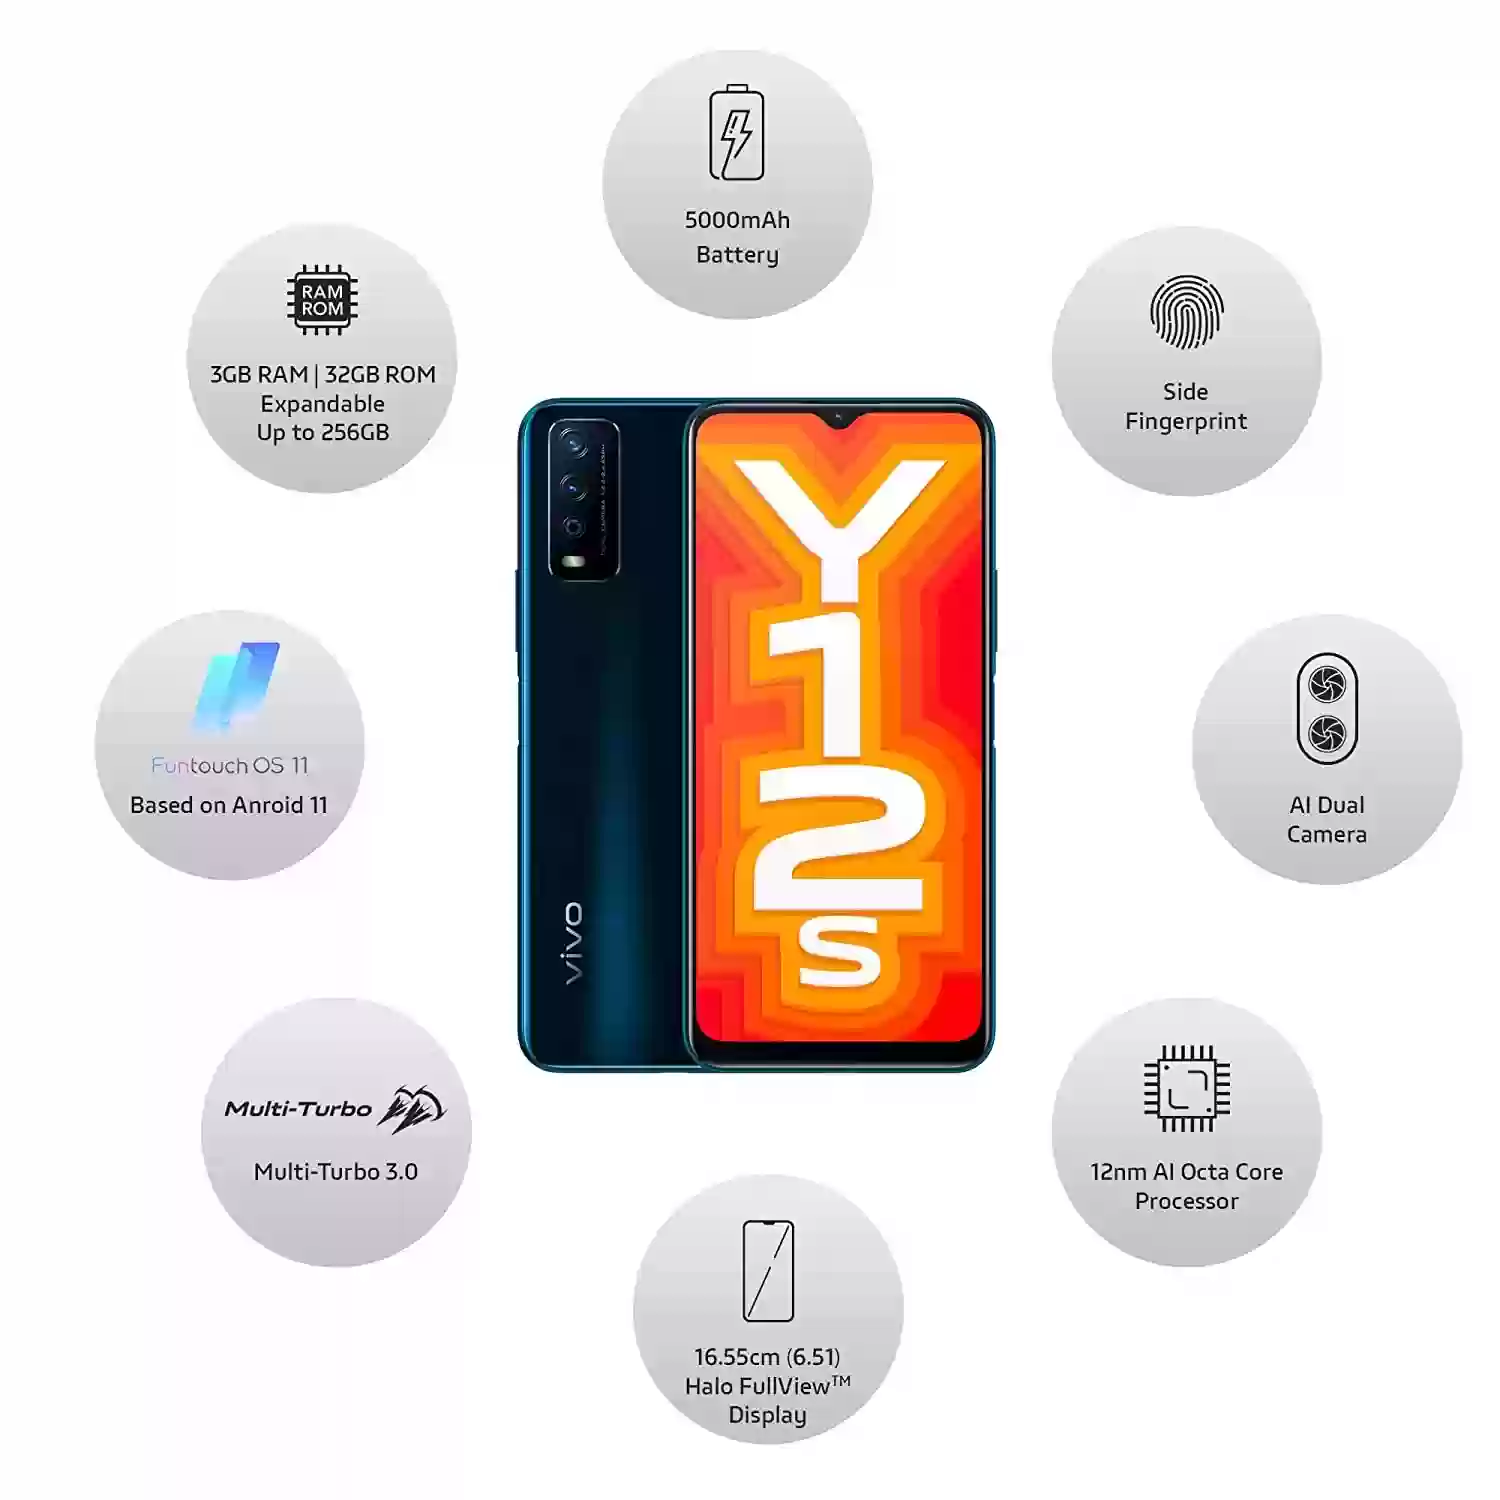 5000mAh
Battery
RAM
ROM
3GB RAM | 32GB ROM
Expandable
Up to 256GB
Side
Fingerprint
Y
1
2
s
vivo
Funtouch OS 11
Based on Anroid 11
AI Dual
Camera
Multi-Turbo
Multi-Turbo 3.0
12nm AI Octa Core
Processor
16.55cm (6.51)
Halo FullView™
Display